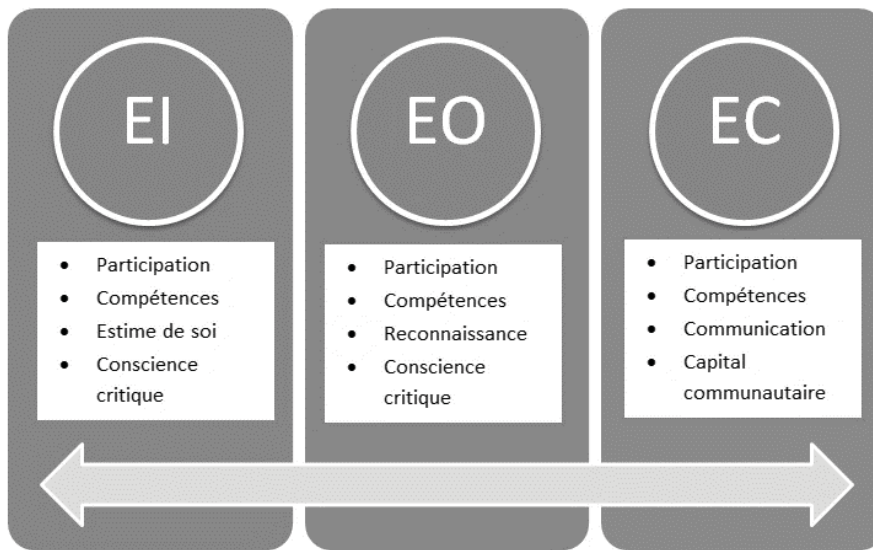 EI
• Participation
• Compétences
• Estime de soi
• Conscience
critique
EO
• Participation
• Compétences
• Reconnaissance
• Conscience
critique
EC
• Participation
• Compétences
• Communication
• Capital
communautaire